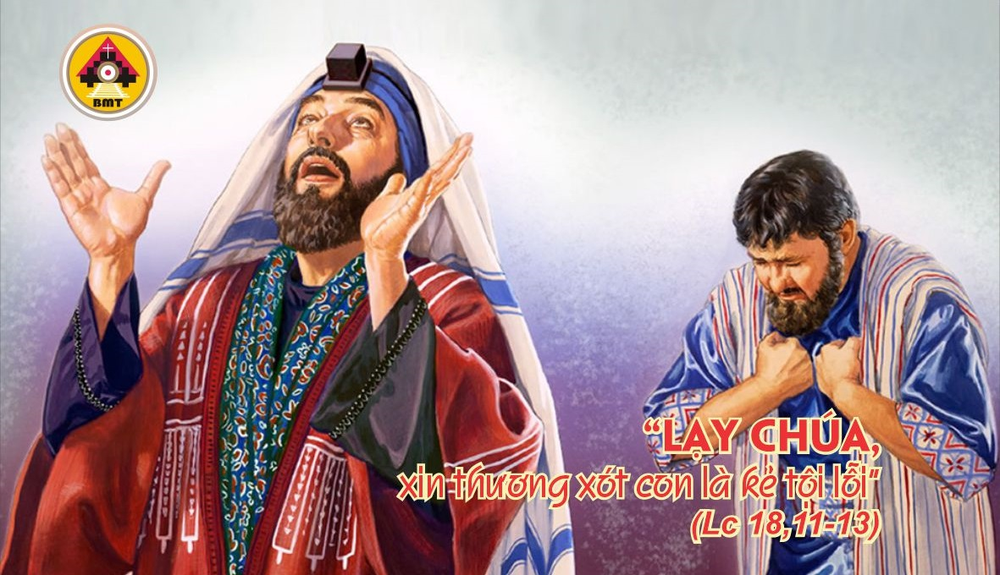 BMT
“LẠY CHÚA,
xin thương xót con là kẻ tội lỗi”
(Lc 18,11-13)